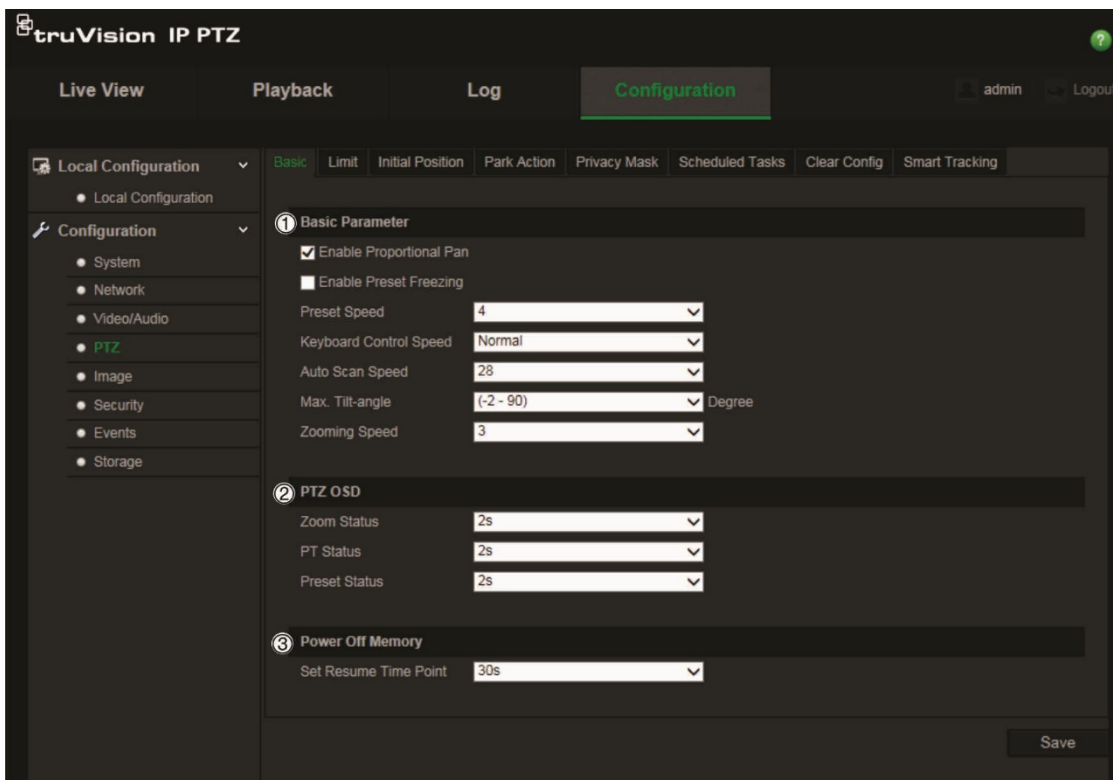 truVision IP PTZ
?
Live View Playback Log Configuration admin Logou
Local Configuration
Local Configuration
Configuration
System
Network
Video/Audio
PTZ
Image
Security
Events
Storage
Basic Limit Initial Position Park Action Privacy Mask Scheduled Tasks Clear Config Smart Tracking
① Basic Parameter
Enable Proportional Pan
Enable Preset Freezing
Preset Speed 4
Keyboard Control Speed Normal
Auto Scan Speed 28
Max. Tilt-angle (-2 - 90) Degree
Zooming Speed 3
② PTZ OSD
Zoom Status 2s
PT Status 2s
Preset Status 2s
③ Power Off Memory
Set Resume Time Point 30s
Save